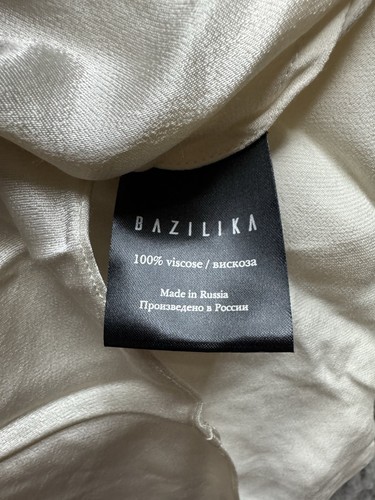 BAZILIKA
100% viscose / вискоза
Made in Russia
Произведено в России